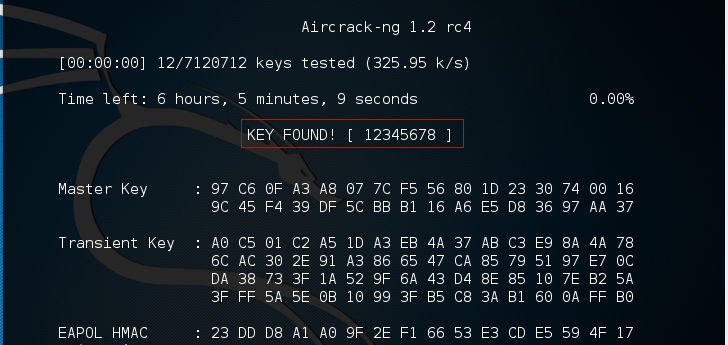 Aircrack-ng 1.2 rc4
[00:00:00] 12/7120712 keys tested (325.95 k/s)
Time left: 6 hours, 5 minutes, 9 seconds 0.00%
KEY FOUND! [ 12345678 ]
Master Key : 97 C6 0F A3 A8 07 7C F5 56 80 1D 23 30 74 00 16
9C 45 F4 39 DF 5C BB B1 16 A6 E5 D8 36 97 AA 37
Transient Key : A0 C5 01 C2 A5 1D A3 EB 4A 37 AB C3 E9 8A 4A 78
6C AC 30 2E 91 A3 86 65 47 CA 85 79 51 97 E7 0C
DA 38 73 3F 1A 52 9F 6A 43 D4 8E 85 10 7E B2 5A
3F FF 5A 5E 0B 10 99 3F B5 C8 3A B1 60 0A FF B0
EAPOL HMAC : 23 DD D8 A1 A0 9F 2E F1 66 53 E3 CD E5 59 4F 17